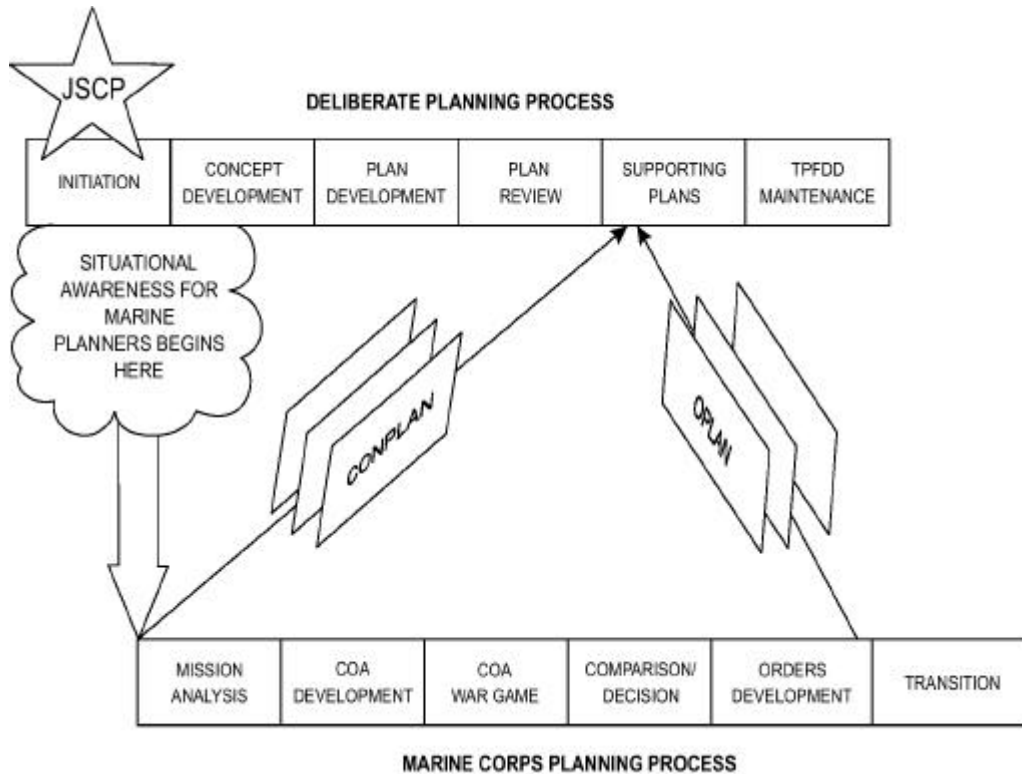 JSCP
DELIBERATE PLANNING PROCESS
INITIATION
CONCEPT
DEVELOPMENT
PLAN
DEVELOPMENT
PLAN
REVIEW
SUPPORTING
PLANS
TPFDD
MAINTENANCE
SITUATIONAL
AWARENESS FOR
MARINE
PLANNERS BEGINS
HERE
CONPLAN
OPLAN
MISSION
ANALYSIS
COA
DEVELOPMENT
COA
WAR GAME
COMPARISON/
DECISION
ORDERS
DEVELOPMENT
TRANSITION
MARINE CORPS PLANNING PROCESS